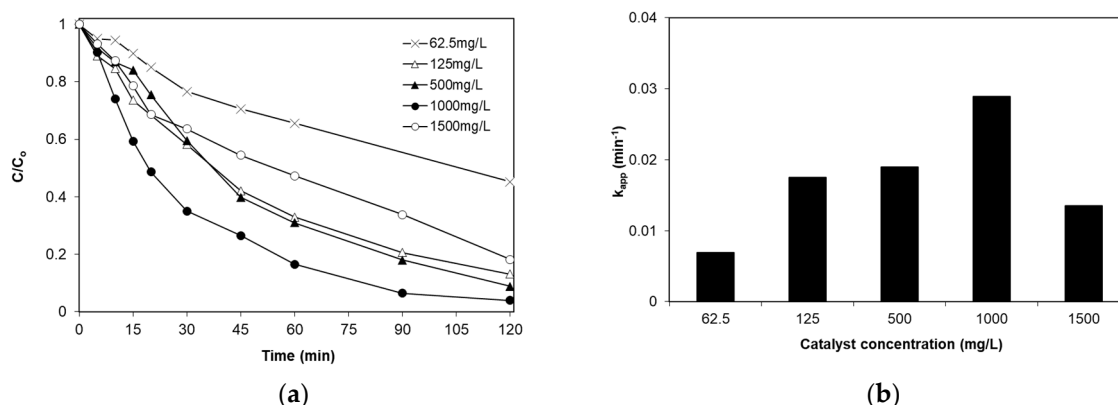 1
0.8
0.6
0.4
0.2
0
C/Co
0 15 30 45 60 75 90 105 120
Time (min)
62.5mg/L
125mg/L
500mg/L
1000mg/L
1500mg/L
(a)
0.04
0.03
0.02
0.01
0
kapp (min-1)
62.5 125 500 1000 1500
Catalyst concentration (mg/L)
(b)